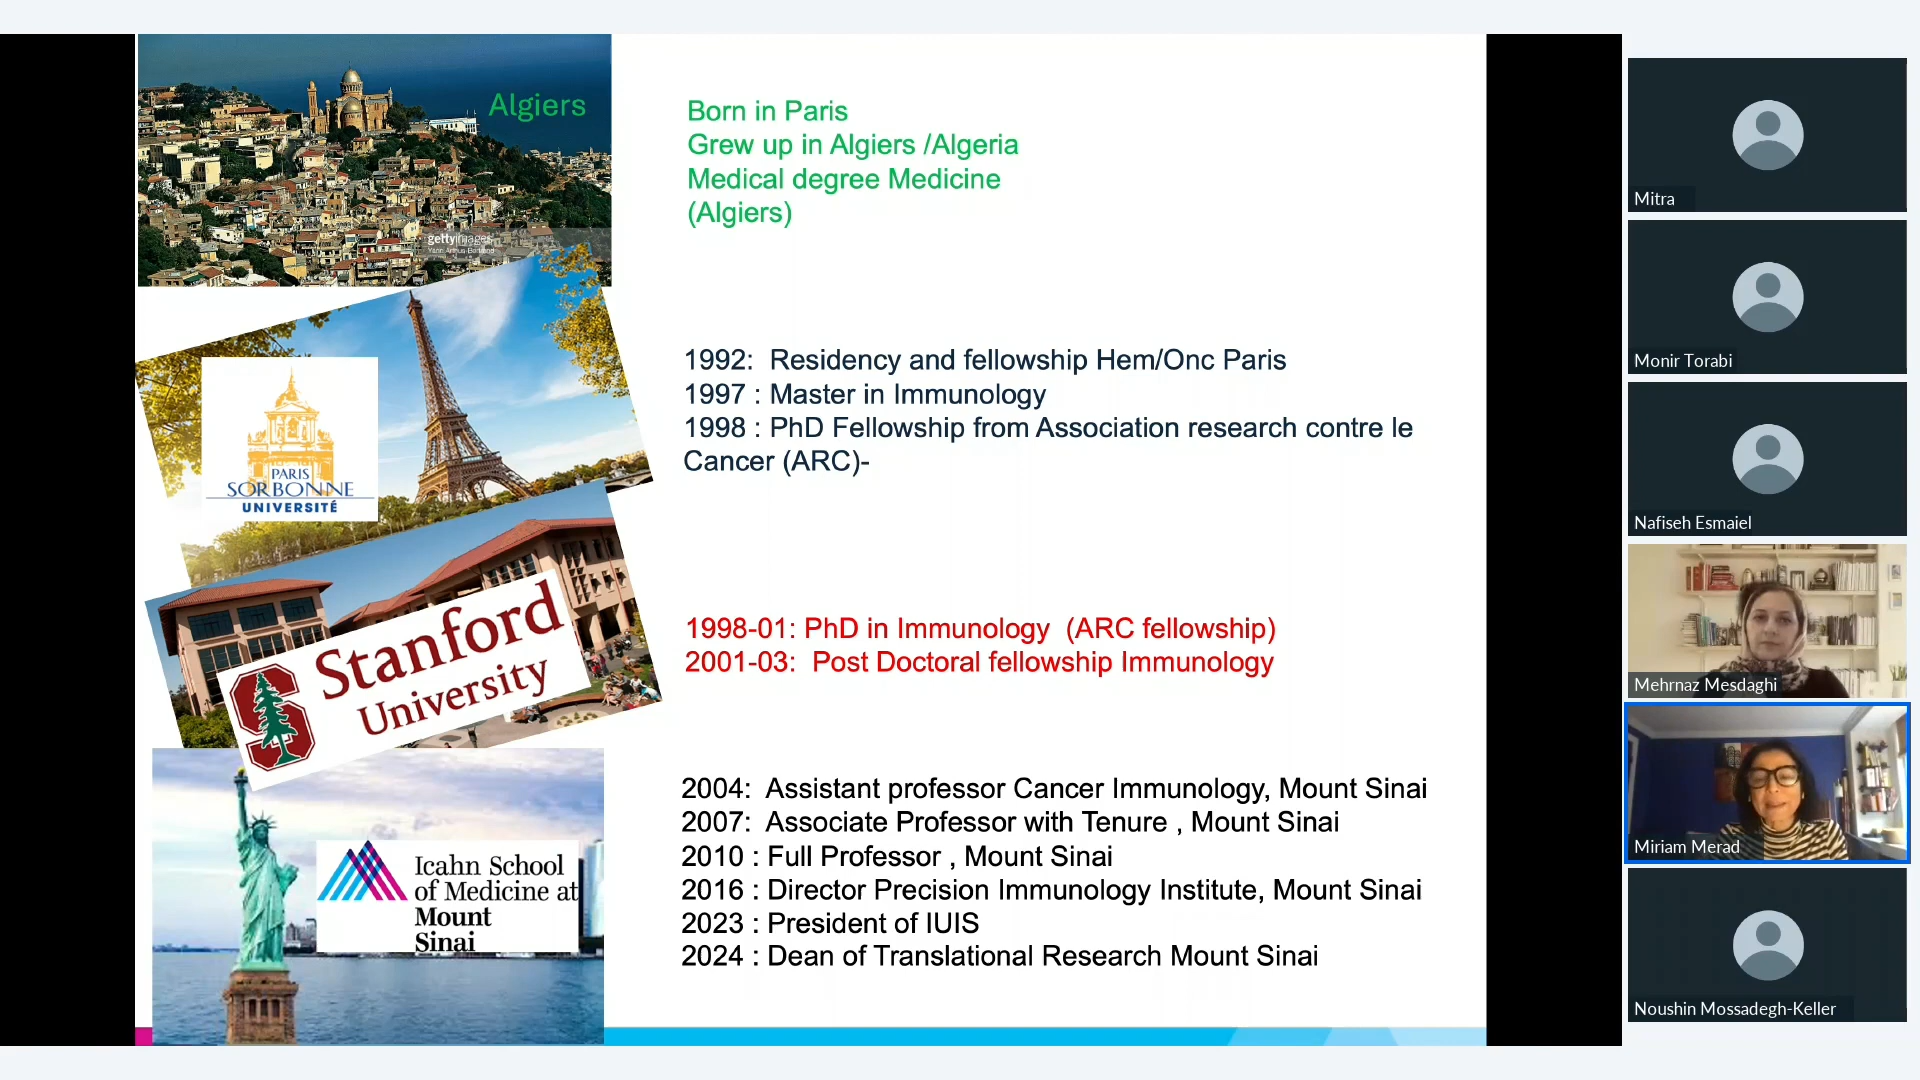 Algiers
gettyimages
Yann Arthus-Bertrand
Born in Paris
Grew up in Algiers /Algeria
Medical degree Medicine
(Algiers)
PARIS
SORBONNE
UNIVERSITÉ
1992:  Residency and fellowship Hem/Onc Paris
1997 : Master in Immunology
1998 : PhD Fellowship from Association research contre le
Cancer (ARC)-
Stanford
University
1998-01: PhD in Immunology  (ARC fellowship)
2001-03:  Post Doctoral fellowship Immunology
Icahn School
of Medicine at
Mount
Sinai
2004:  Assistant professor Cancer Immunology, Mount Sinai
2007:  Associate Professor with Tenure , Mount Sinai
2010 : Full Professor , Mount Sinai
2016 : Director Precision Immunology Institute, Mount Sinai
2023 : President of IUIS
2024 : Dean of Translational Research Mount Sinai
Mitra
Monir Torabi
Nafiseh Esmaiel
Mehrnaz Mesdaghi
Miriam Merad
Noushin Mossadegh-Keller